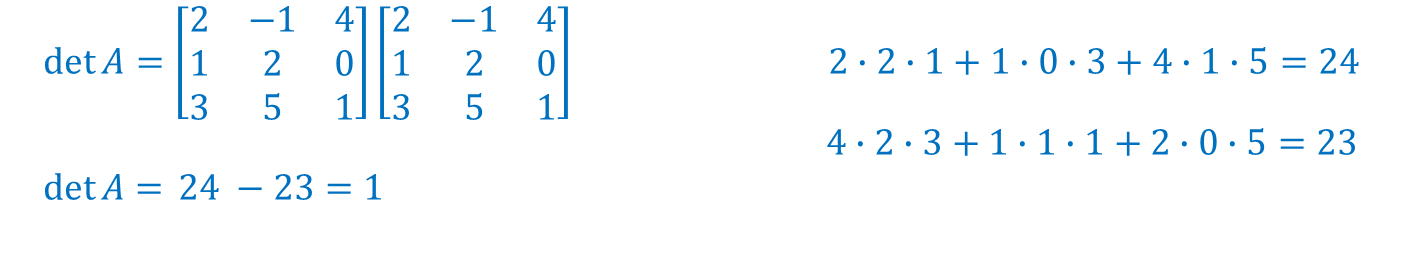 det A = [2 −1 4] [2 −1 4]
[1 2 0] [1 2 0]
[3 5 1] [3 5 1]
2 · 2 · 1 + 1 · 0 · 3 + 4 · 1 · 5 = 24
4 · 2 · 3 + 1 · 1 · 1 + 2 · 0 · 5 = 23
det A = 24 − 23 = 1